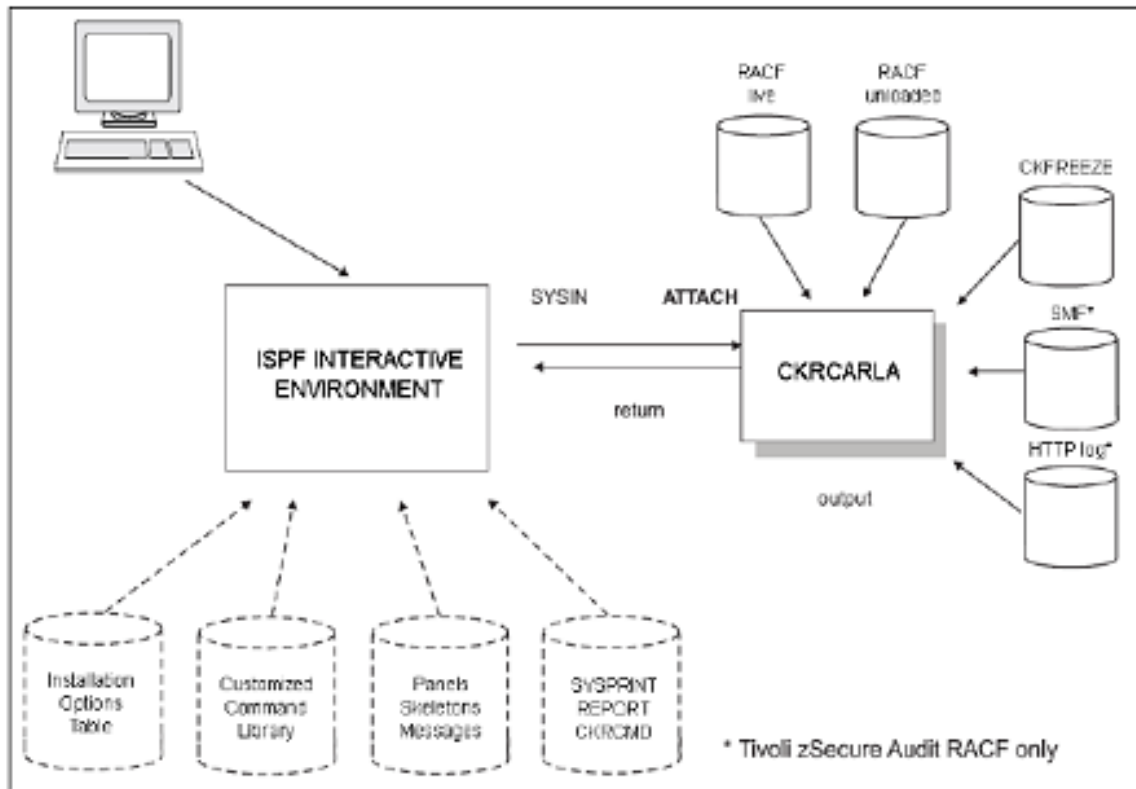 RACF
live
RACF
unloaded
CKFREEZE
SYSIN
ATTACH
SMF*
ISPF INTERACTIVE
ENVIRONMENT
CKRCARLA
return
HTTP log*
output
Installation
Options
Table
Customized
Command
Library
Panels
Skeletons
Messages
SYSPRINT
REPORT
CKRCMD
* Tivoli zSecure Audit RACF only